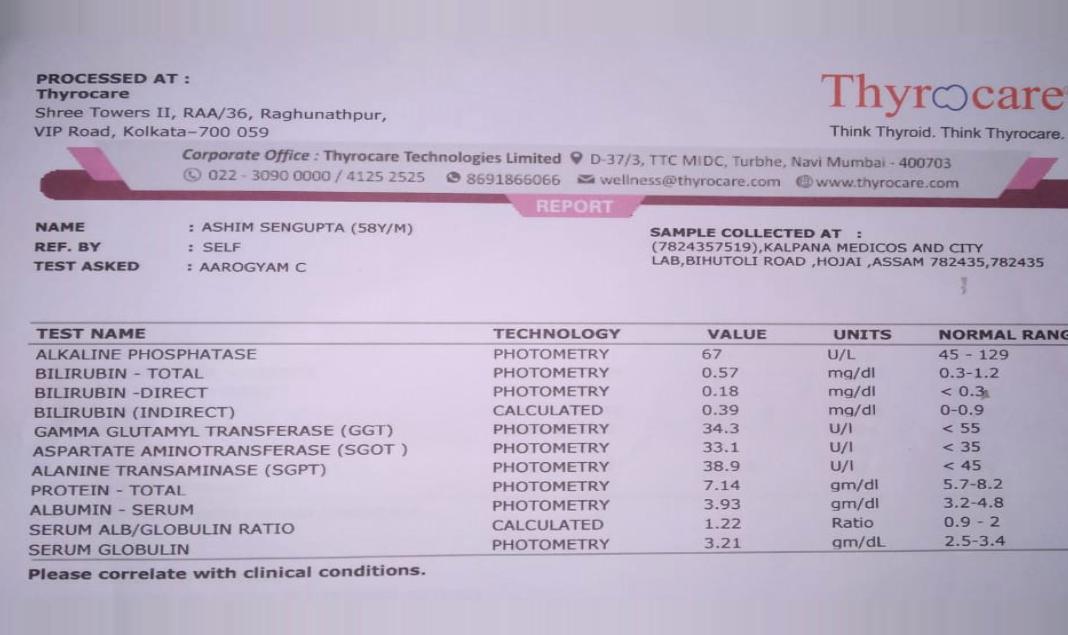 PROCESSED AT :
Thyrocare
Shree Towers II, RAA/36, Raghunathpur,
VIP Road, Kolkata-700 059
Thyrocare
Think Thyroid. Think Thyrocare.
Corporate Office : Thyrocare Technologies Limited D-37/3, TTC MIDC, Turbhe, Navi Mumbai - 400703
022 - 3090 0000 / 4125 2525 8691866066 wellness@thyrocare.com www.thyrocare.com
REPORT
NAME : ASHIM SENGUPTA (58Y/M)
REF. BY : SELF
TEST ASKED : AAROGYAM C
SAMPLE COLLECTED AT :
(7824357519),KALPANA MEDICOS AND CITY
LAB,BIHUTOLI ROAD ,HOJAI ,ASSAM 782435,782435
TEST NAME TECHNOLOGY VALUE UNITS NORMAL RANG
ALKALINE PHOSPHATASE PHOTOMETRY 67 U/L 45 - 129
BILIRUBIN - TOTAL PHOTOMETRY 0.57 mg/dl 0.3-1.2
BILIRUBIN -DIRECT PHOTOMETRY 0.18 mg/dl < 0.3
BILIRUBIN (INDIRECT) CALCULATED 0.39 mg/dl 0-0.9
GAMMA GLUTAMYL TRANSFERASE (GGT) PHOTOMETRY 34.3 U/l < 55
ASPARTATE AMINOTRANSFERASE (SGOT ) PHOTOMETRY 33.1 U/l < 35
ALANINE TRANSAMINASE (SGPT) PHOTOMETRY 38.9 U/l < 45
PROTEIN - TOTAL PHOTOMETRY 7.14 gm/dl 5.7-8.2
ALBUMIN - SERUM PHOTOMETRY 3.93 gm/dl 3.2-4.8
SERUM ALB/GLOBULIN RATIO CALCULATED 1.22 Ratio 0.9 - 2
SERUM GLOBULIN PHOTOMETRY 3.21 gm/dL 2.5-3.4
Please correlate with clinical conditions.